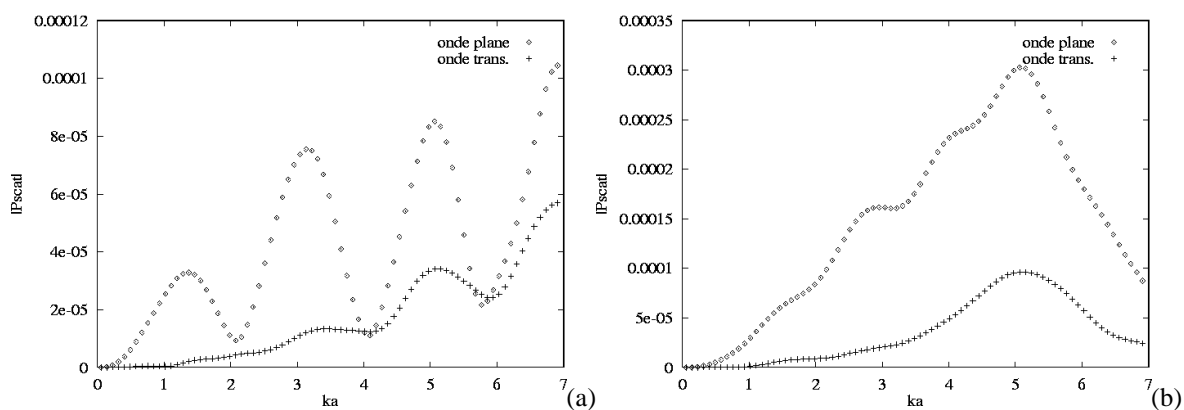 0.00012
0.0001
8e-05
6e-05
4e-05
2e-05
0
|Pscat|
onde plane
onde trans.
0 1 2 3 4 5 6 7
ka
(a)
0.00035
0.0003
0.00025
0.0002
0.00015
0.0001
5e-05
0
|Pscat|
onde plane
onde trans.
0 1 2 3 4 5 6 7
ka
(b)